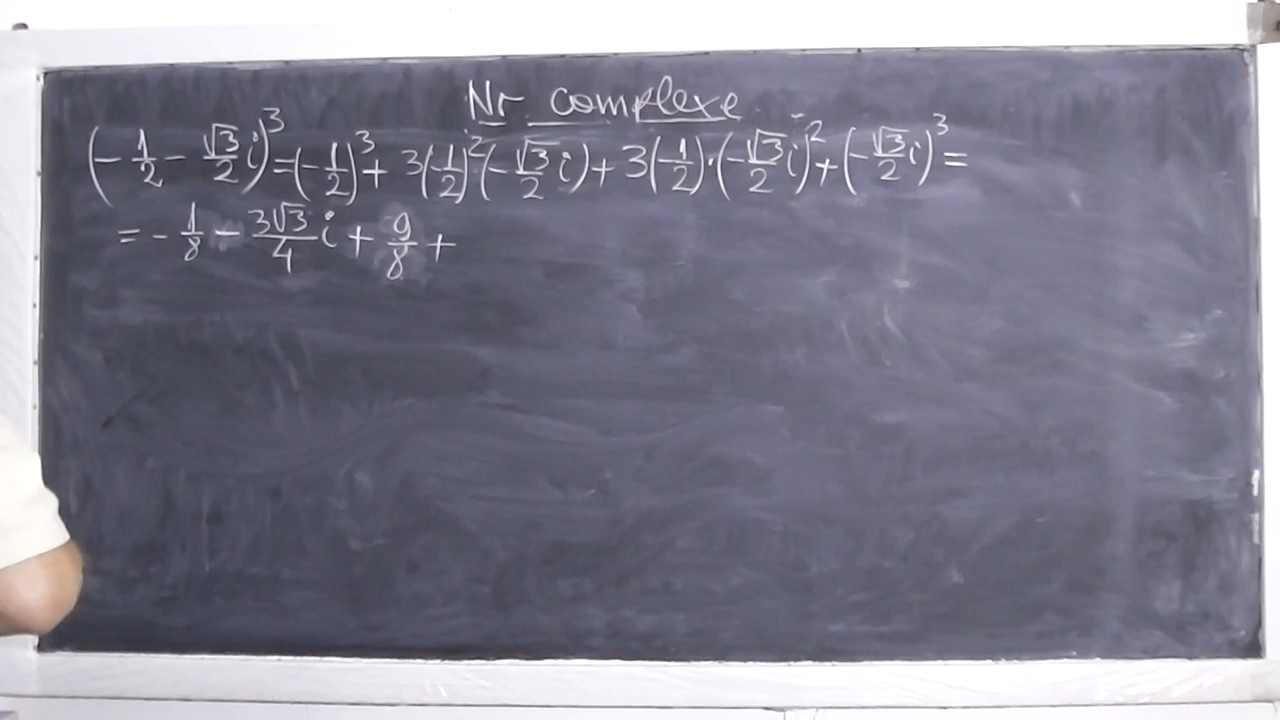 Nr complexe
(-1/2 - √3/2 i)³ = (-1/2)³ + 3(-1/2)²·(-√3/2 i) + 3(-1/2)·(-√3/2 i)² + (-√3/2 i)³ =
= - 1/8 - 3√3/4 i + 9/8 +